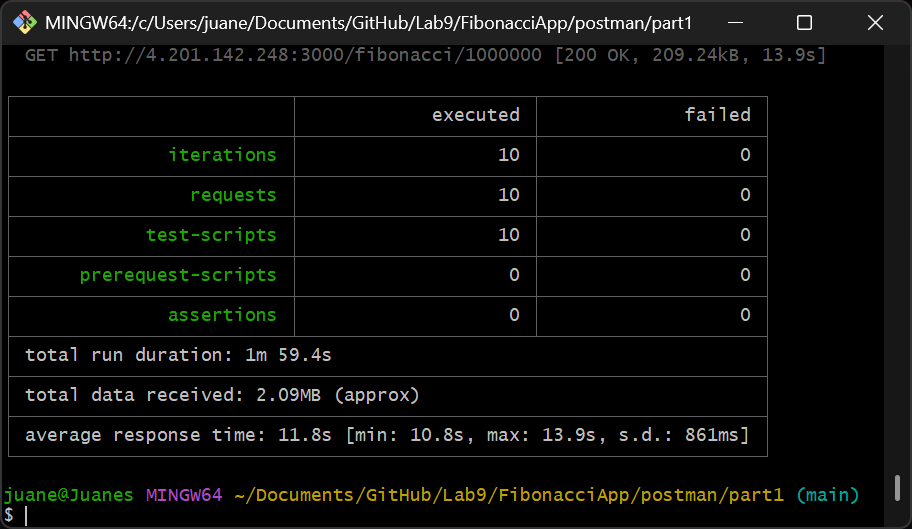 MINGW64:/c/Users/juane/Documents/GitHub/Lab9/FibonacciApp/postman/part1
GET http://4.201.142.248:3000/fibonacci/1000000 [200 OK, 209.24kB, 13.9s]
executed failed
iterations 10 0
requests 10 0
test-scripts 10 0
prerequest-scripts 0 0
assertions 0 0
total run duration: 1m 59.4s
total data received: 2.09MB (approx)
average response time: 11.8s [min: 10.8s, max: 13.9s, s.d.: 861ms]
juane@Juanes MINGW64 ~/Documents/GitHub/Lab9/FibonacciApp/postman/part1 (main)
$